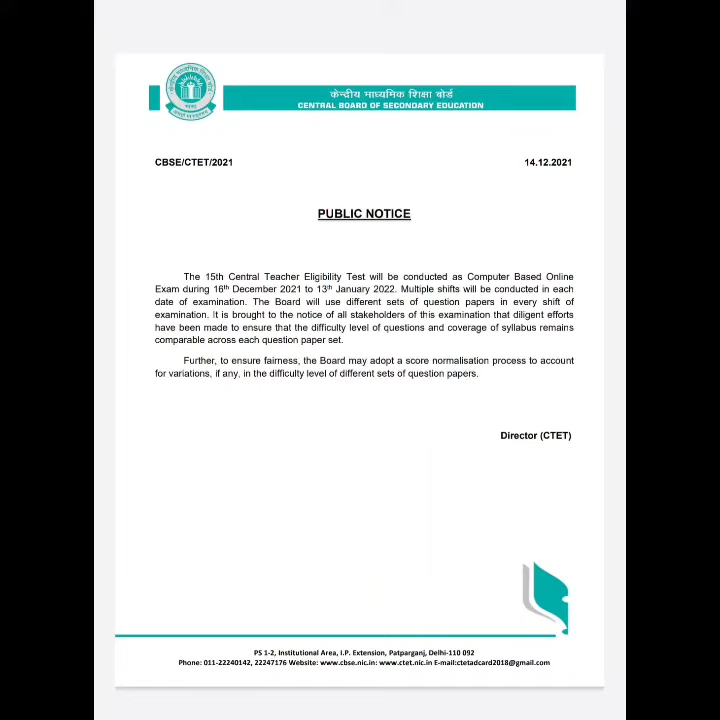 केन्द्रीय माध्यमिक शिक्षा बोर्ड
CENTRAL BOARD OF SECONDARY EDUCATION
CBSE/CTET/2021 14.12.2021
PUBLIC NOTICE
The 15th Central Teacher Eligibility Test will be conducted as Computer Based Online
Exam during 16th December 2021 to 13th January 2022. Multiple shifts will be conducted in each
date of examination. The Board will use different sets of question papers in every shift of
examination. It is brought to the notice of all stakeholders of this examination that diligent efforts
have been made to ensure that the difficulty level of questions and coverage of syllabus remains
comparable across each question paper set.
Further, to ensure fairness, the Board may adopt a score normalisation process to account
for variations, if any, in the difficulty level of different sets of question papers.
Director (CTET)
PS 1-2, Institutional Area, I.P. Extension, Patparganj, Delhi-110 092
Phone: 011-22240142, 22247176 Website: www.cbse.nic.in: www.ctet.nic.in E-mail:ctetadcard2018@gmail.com